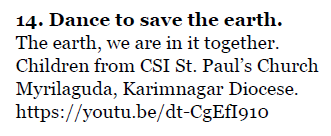 14. Dance to save the earth.
The earth, we are in it together.
Children from CSI St. Paul’s Church
Myrilaguda, Karimnagar Diocese.
https://youtu.be/dt-CgEfI910